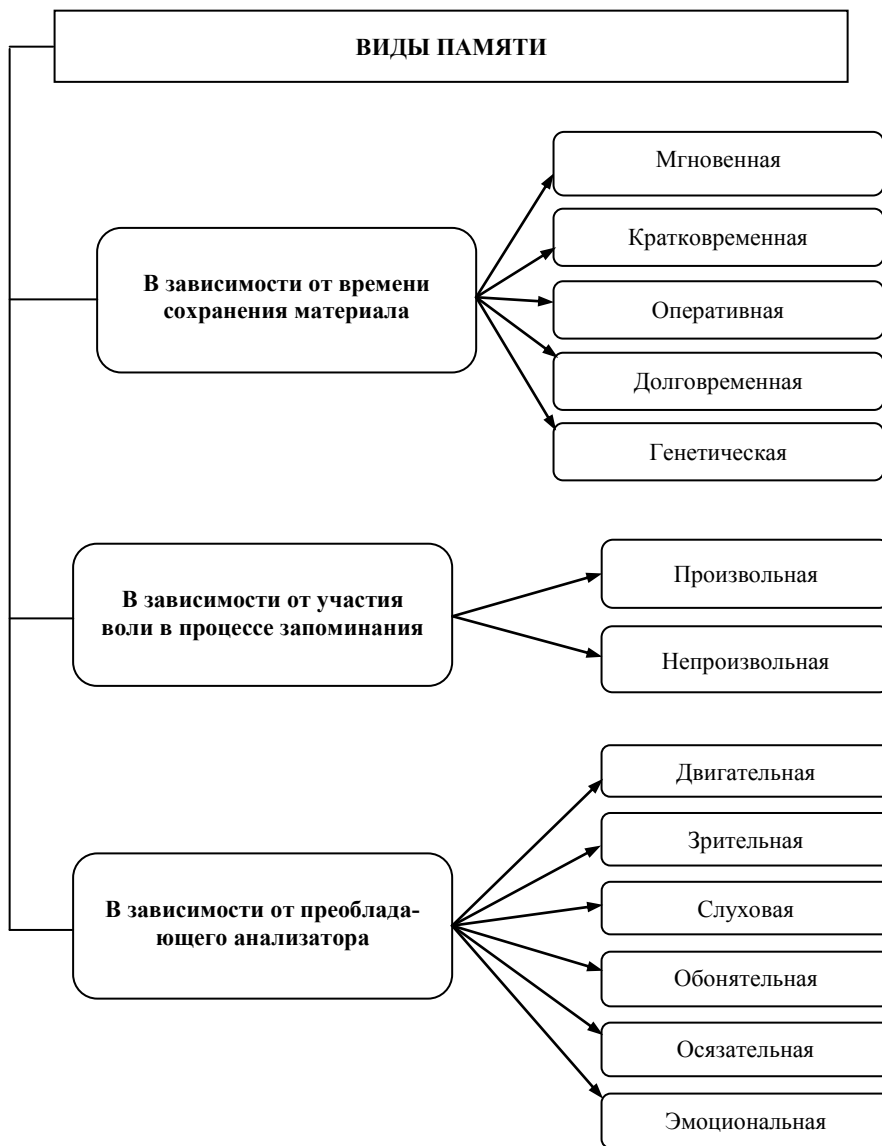 ВИДЫ ПАМЯТИ
В зависимости от времени
сохранения материала
Мгновенная
Кратковременная
Оперативная
Долговременная
Генетическая
В зависимости от участия
воли в процессе запоминания
Произвольная
Непроизвольная
В зависимости от преоблада-
ющего анализатора
Двигательная
Зрительная
Слуховая
Обонятельная
Осязательная
Эмоциональная